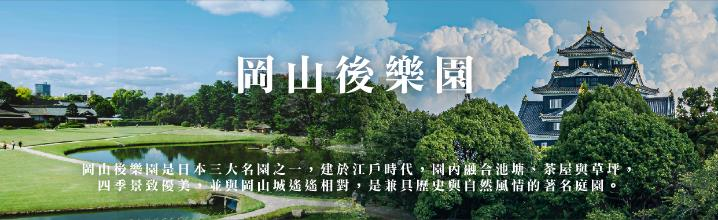 岡山後樂園
岡山後樂園是日本三大名園之一，建於江戶時代，園內融合池塘、茶屋與草坪，
四季景致優美，並與岡山城遙遙相對，是兼具歷史與自然風情的著名庭園。